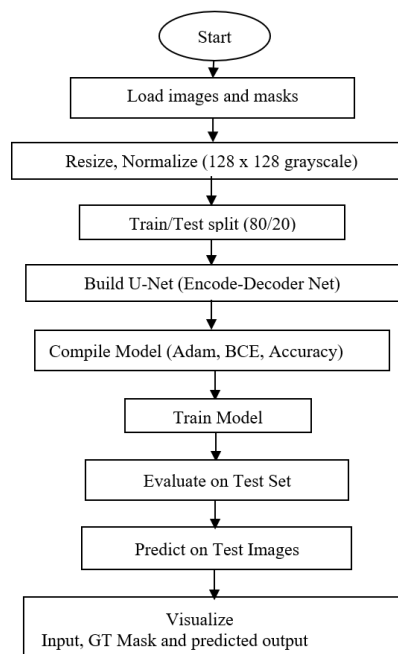 Start
Load images and masks
Resize, Normalize (128 x 128 grayscale)
Train/Test split (80/20)
Build U-Net (Encode-Decoder Net)
Compile Model (Adam, BCE, Accuracy)
Train Model
Evaluate on Test Set
Predict on Test Images
Visualize
Input, GT Mask and predicted output